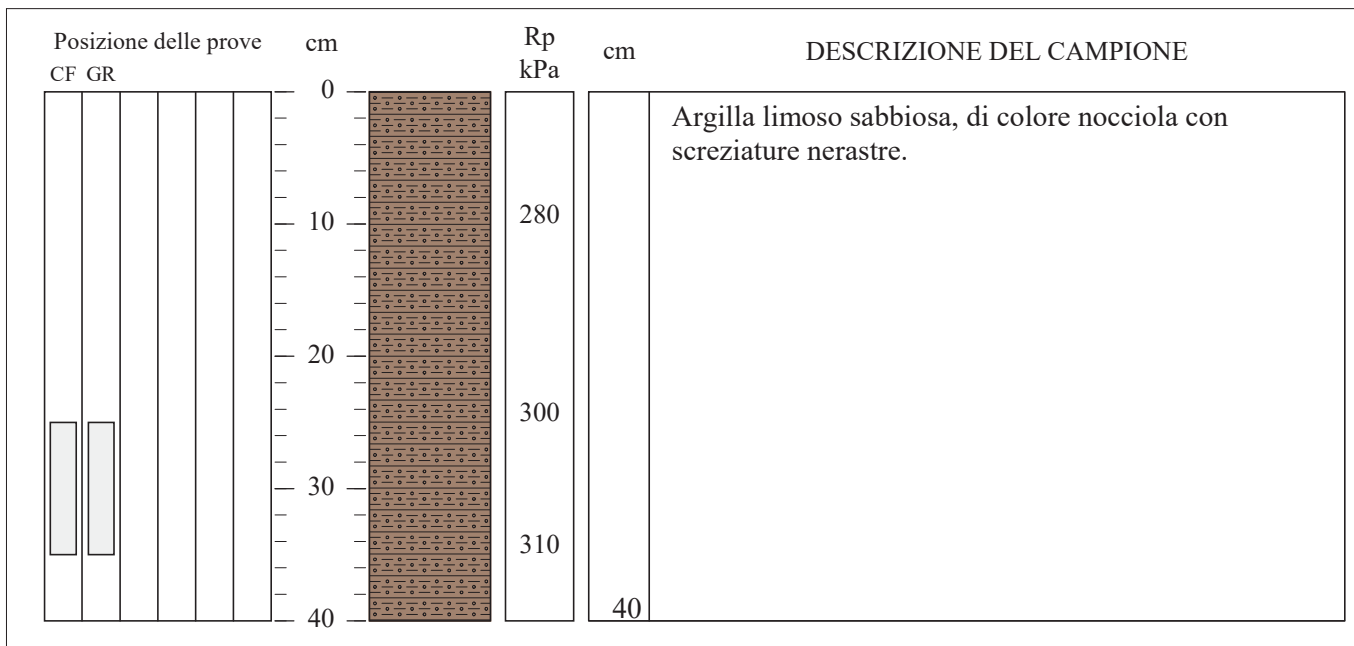 Posizione delle prove
CF GR
cm
Rp
kPa
cm
DESCRIZIONE DEL CAMPIONE
0
10
20
30
40
280
300
310
40
Argilla limoso sabbiosa, di colore nocciola con
screziature nerastre.